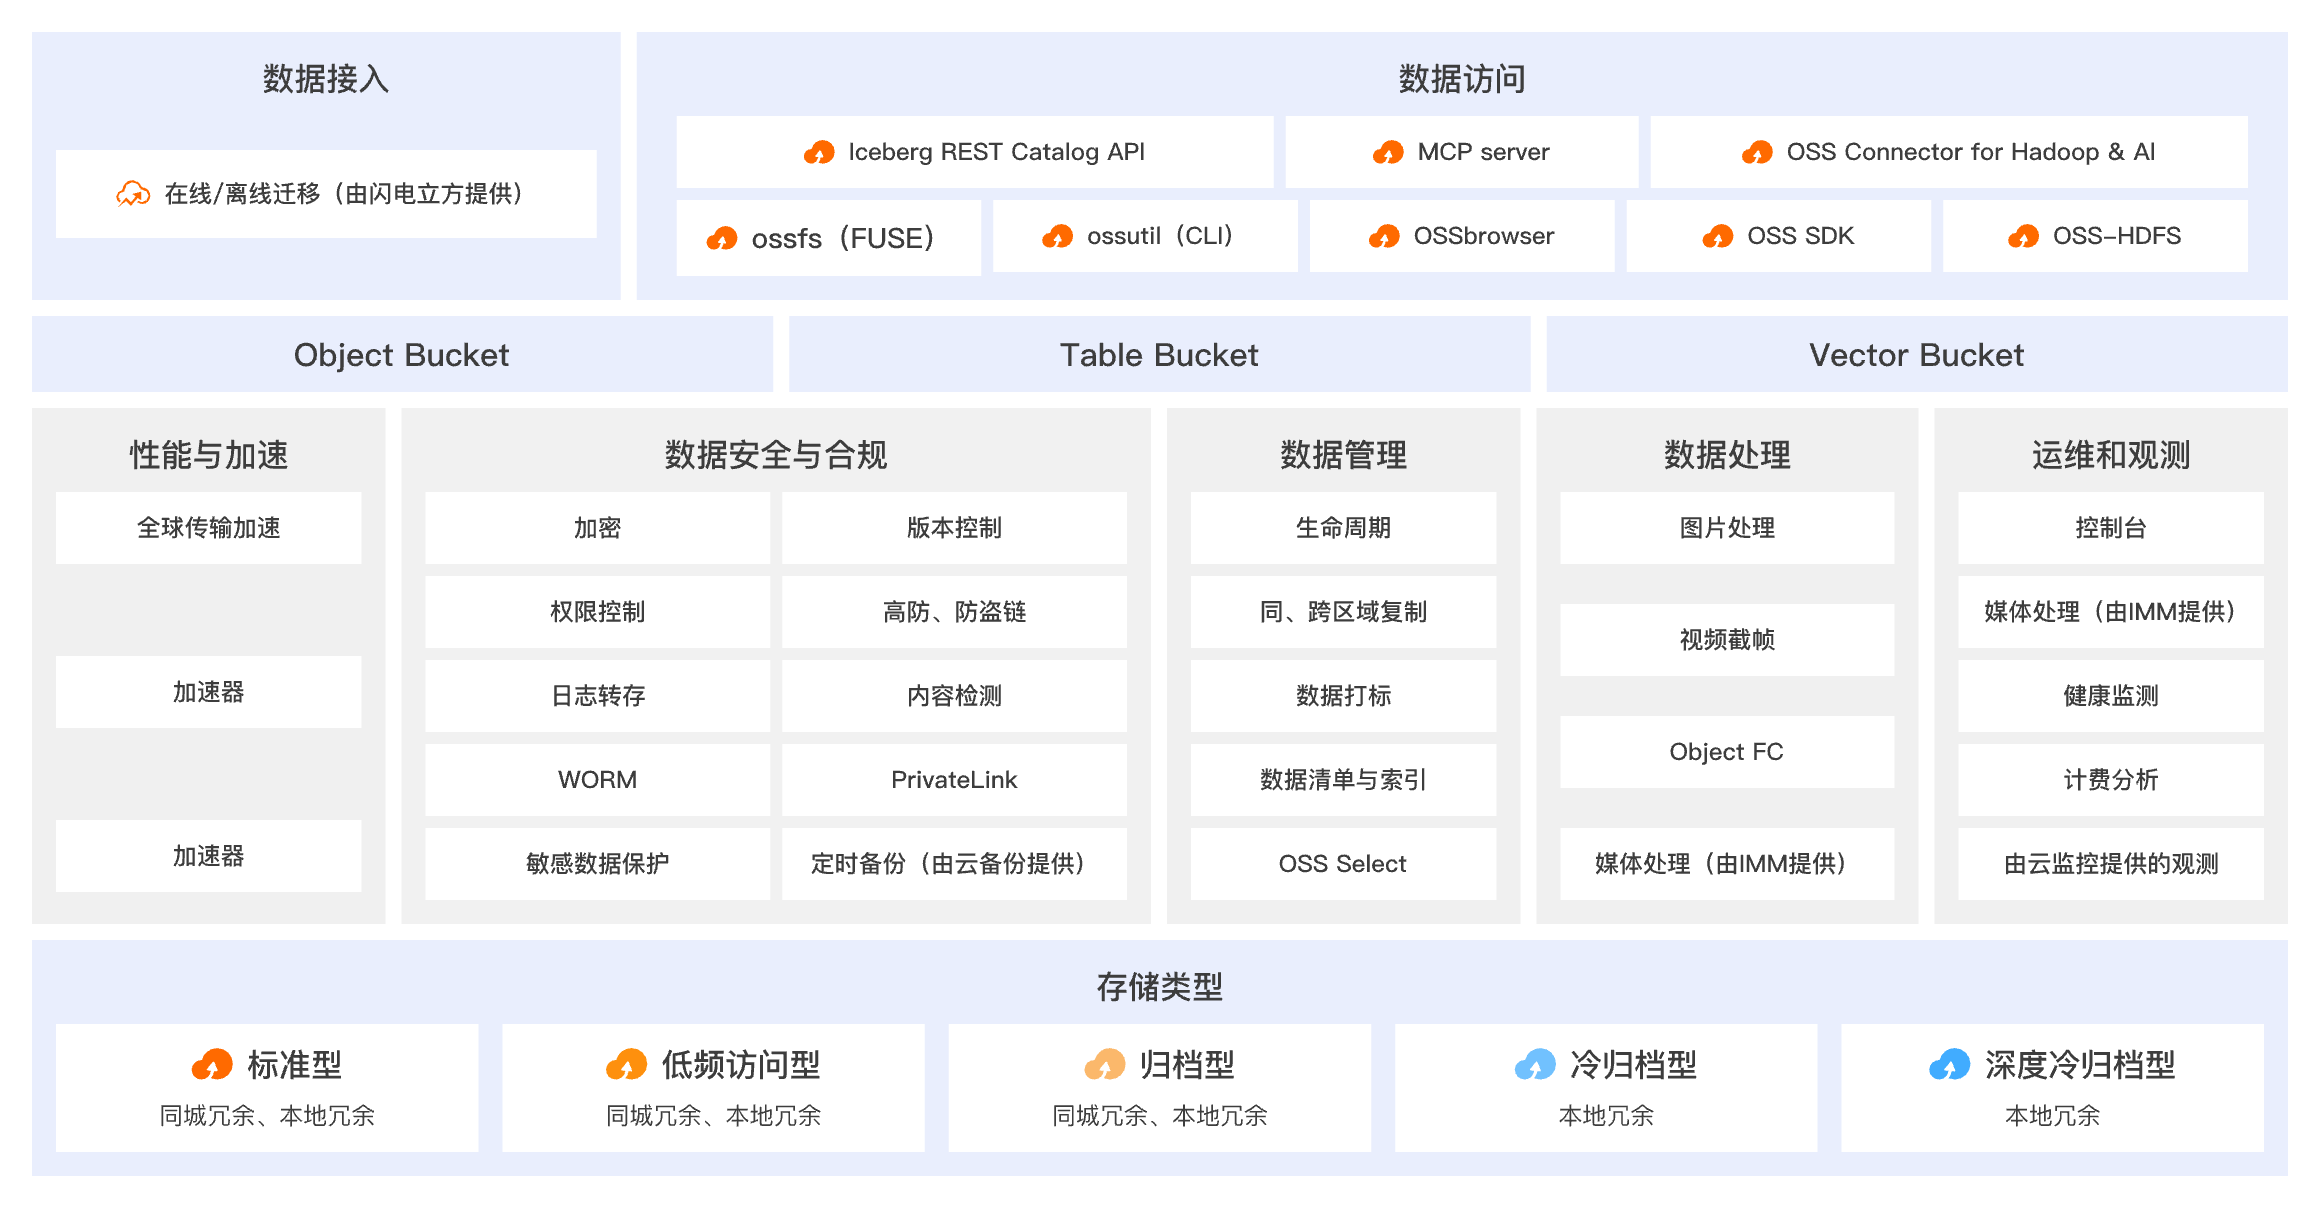 数据接入
在线/离线迁移（由闪电立方提供）
数据访问
Iceberg REST Catalog API
MCP server
OSS Connector for Hadoop & AI
ossfs（FUSE）
ossutil（CLI）
OSSbrowser
OSS SDK
OSS-HDFS
Object Bucket
Table Bucket
Vector Bucket
性能与加速
全球传输加速
加速器
加速器
数据安全与合规
加密
版本控制
权限控制
高防、防盗链
日志转存
内容检测
WORM
PrivateLink
敏感数据保护
定时备份（由云备份提供）
数据管理
生命周期
同、跨区域复制
数据打标
数据清单与索引
OSS Select
数据处理
图片处理
视频截帧
Object FC
媒体处理（由IMM提供）
运维和观测
控制台
媒体处理（由IMM提供）
健康监测
计费分析
由云监控提供的观测
存储类型
标准型
同城冗余、本地冗余
低频访问型
同城冗余、本地冗余
归档型
同城冗余、本地冗余
冷归档型
本地冗余
深度冷归档型
本地冗余